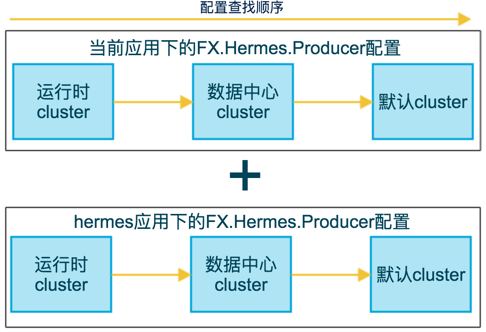 配置查找顺序
当前应用下的FX.Hermes.Producer配置
运行时
cluster
数据中心
cluster
默认cluster
+
hermes应用下的FX.Hermes.Producer配置
运行时
cluster
数据中心
cluster
默认cluster